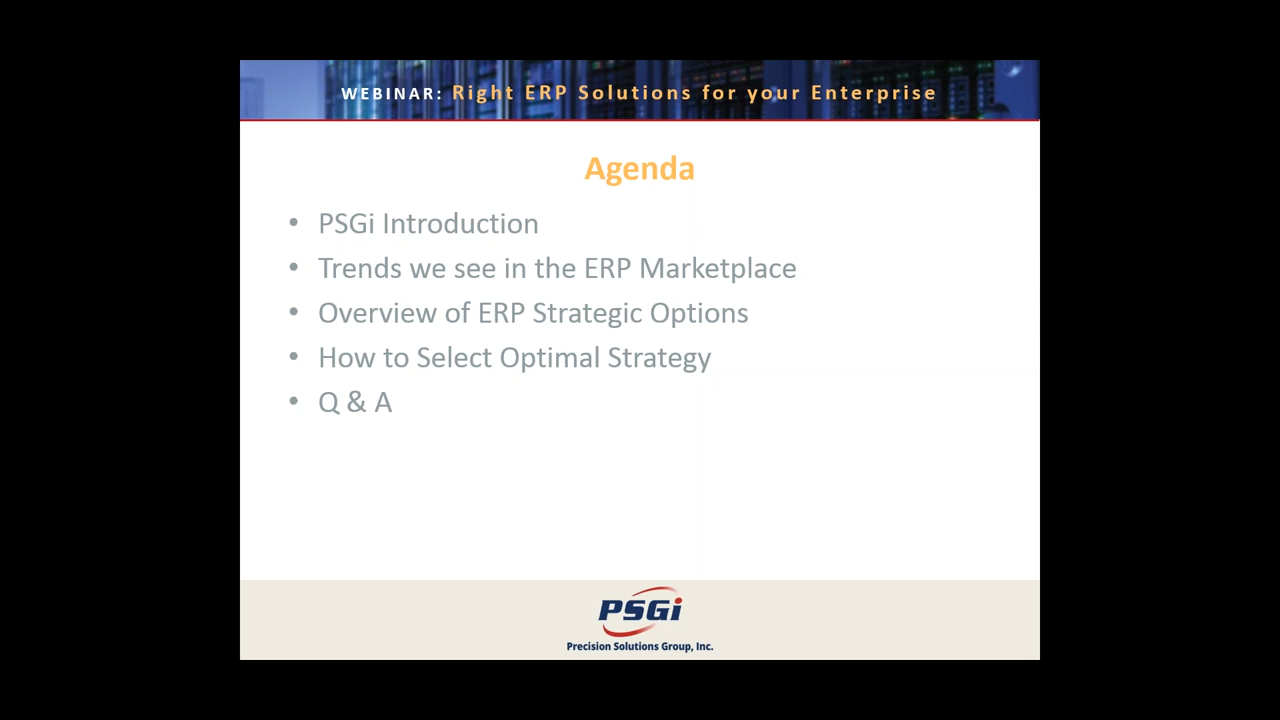 WEBINAR: Right ERP Solutions for your Enterprise
Agenda
• PSGi Introduction
• Trends we see in the ERP Marketplace
• Overview of ERP Strategic Options
• How to Select Optimal Strategy
• Q & A
PSGi
Precision Solutions Group, Inc.